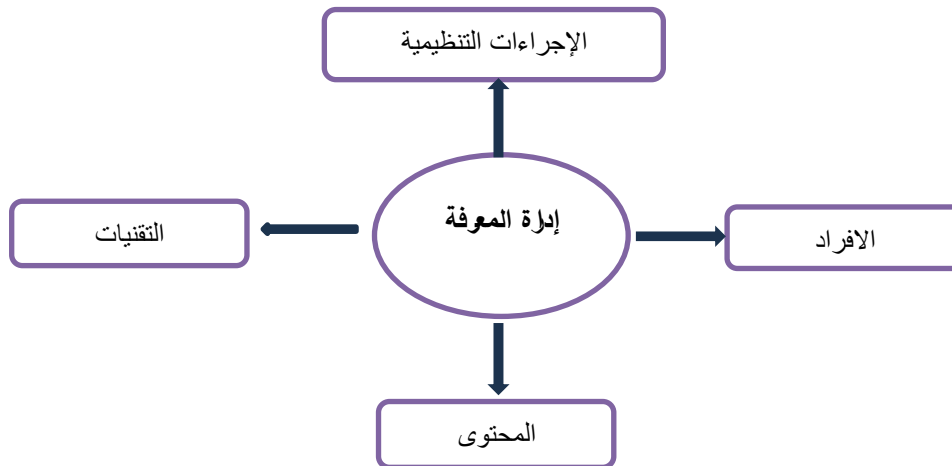 الإجراءات التنظيمية
إدارة المعرفة
التقنيات
الافراد
المحتوى